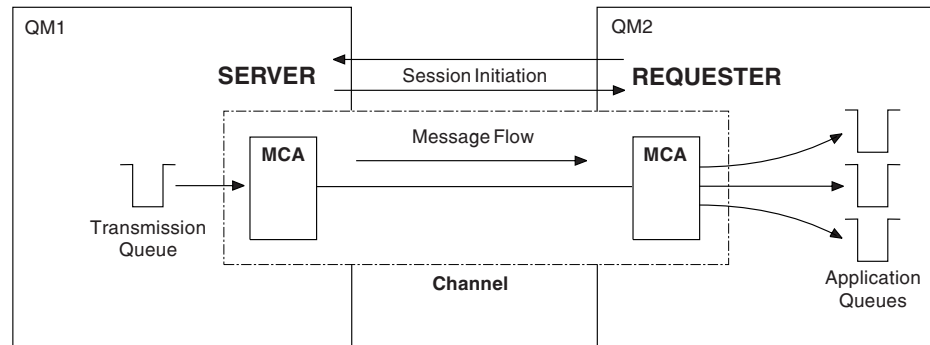 QM1
QM2
SERVER
Session Initiation
REQUESTER
Message Flow
MCA
MCA
Transmission
Queue
Channel
Application
Queues